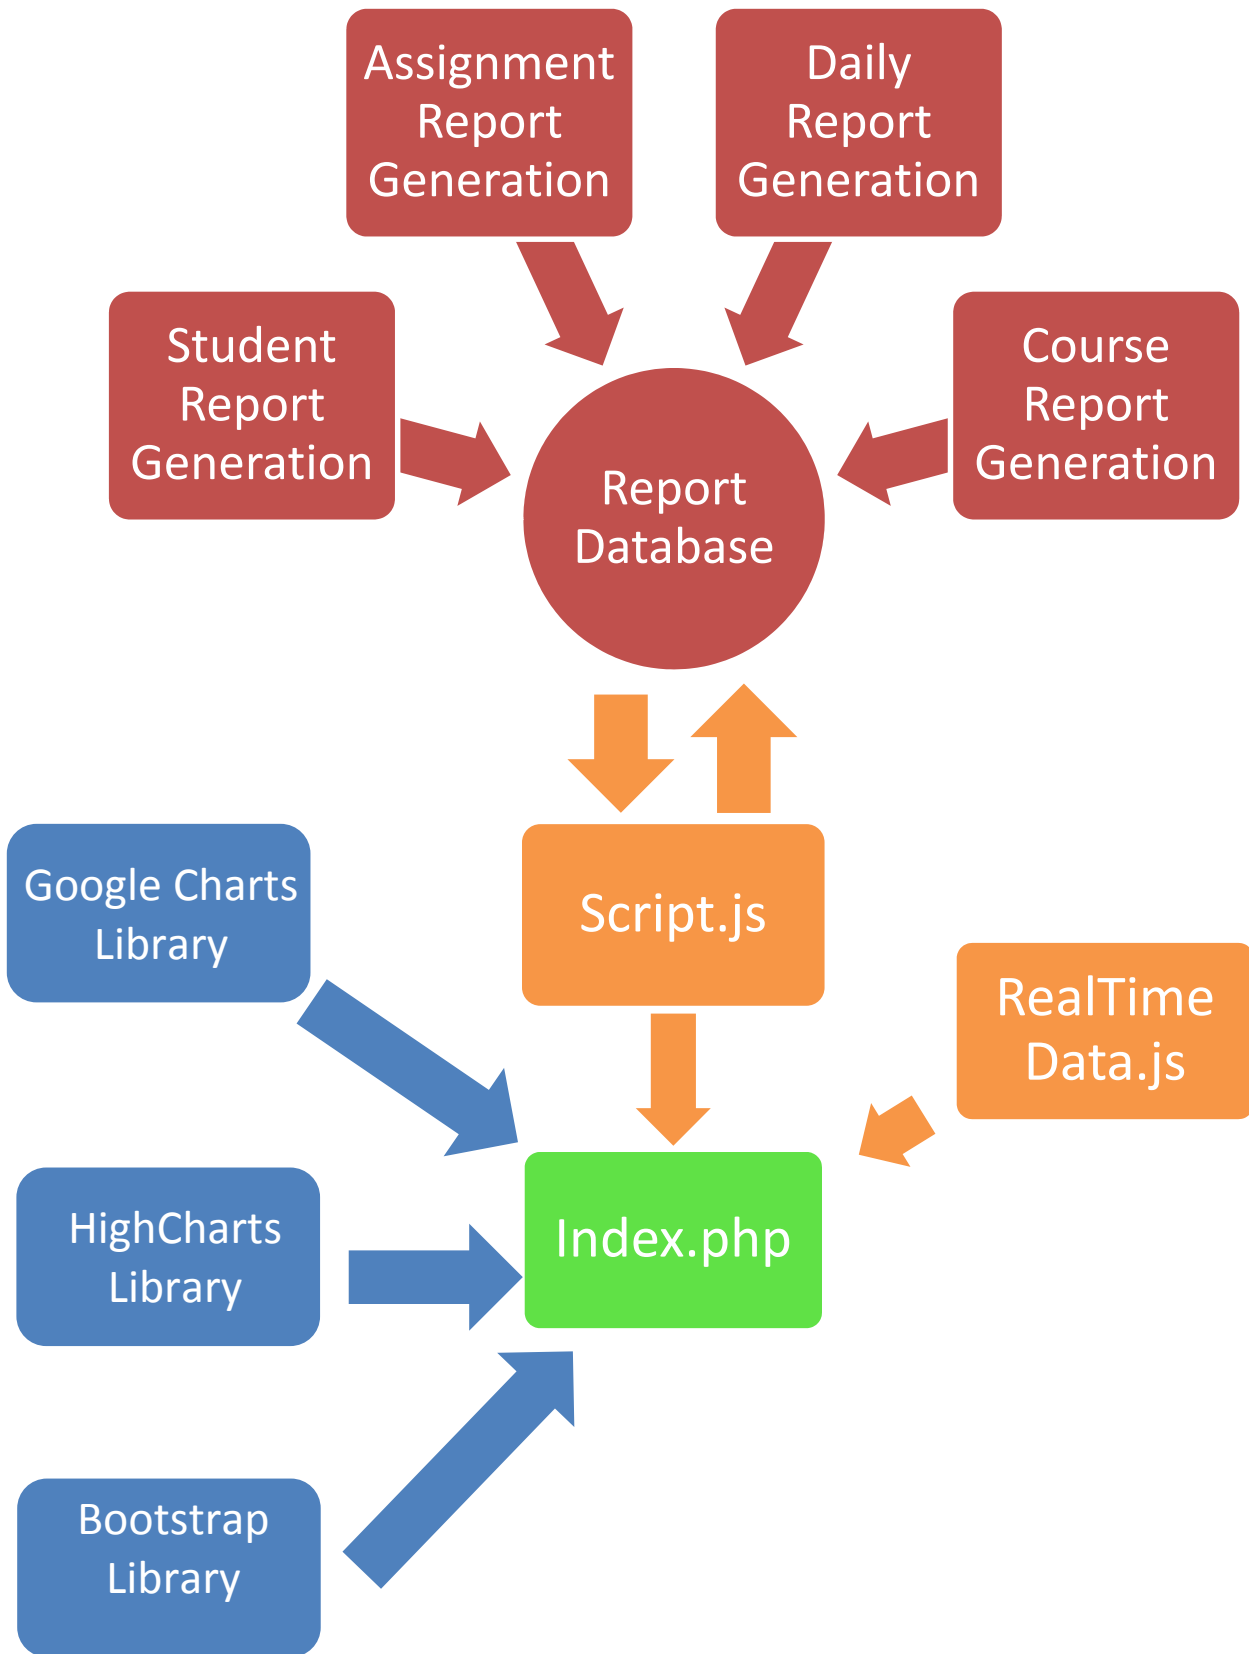 Assignment
Report
Generation
Daily
Report
Generation
Student
Report
Generation
Course
Report
Generation
Report
Database
Google Charts
Library
Script.js
RealTime
Data.js
HighCharts
Library
Index.php
Bootstrap
Library